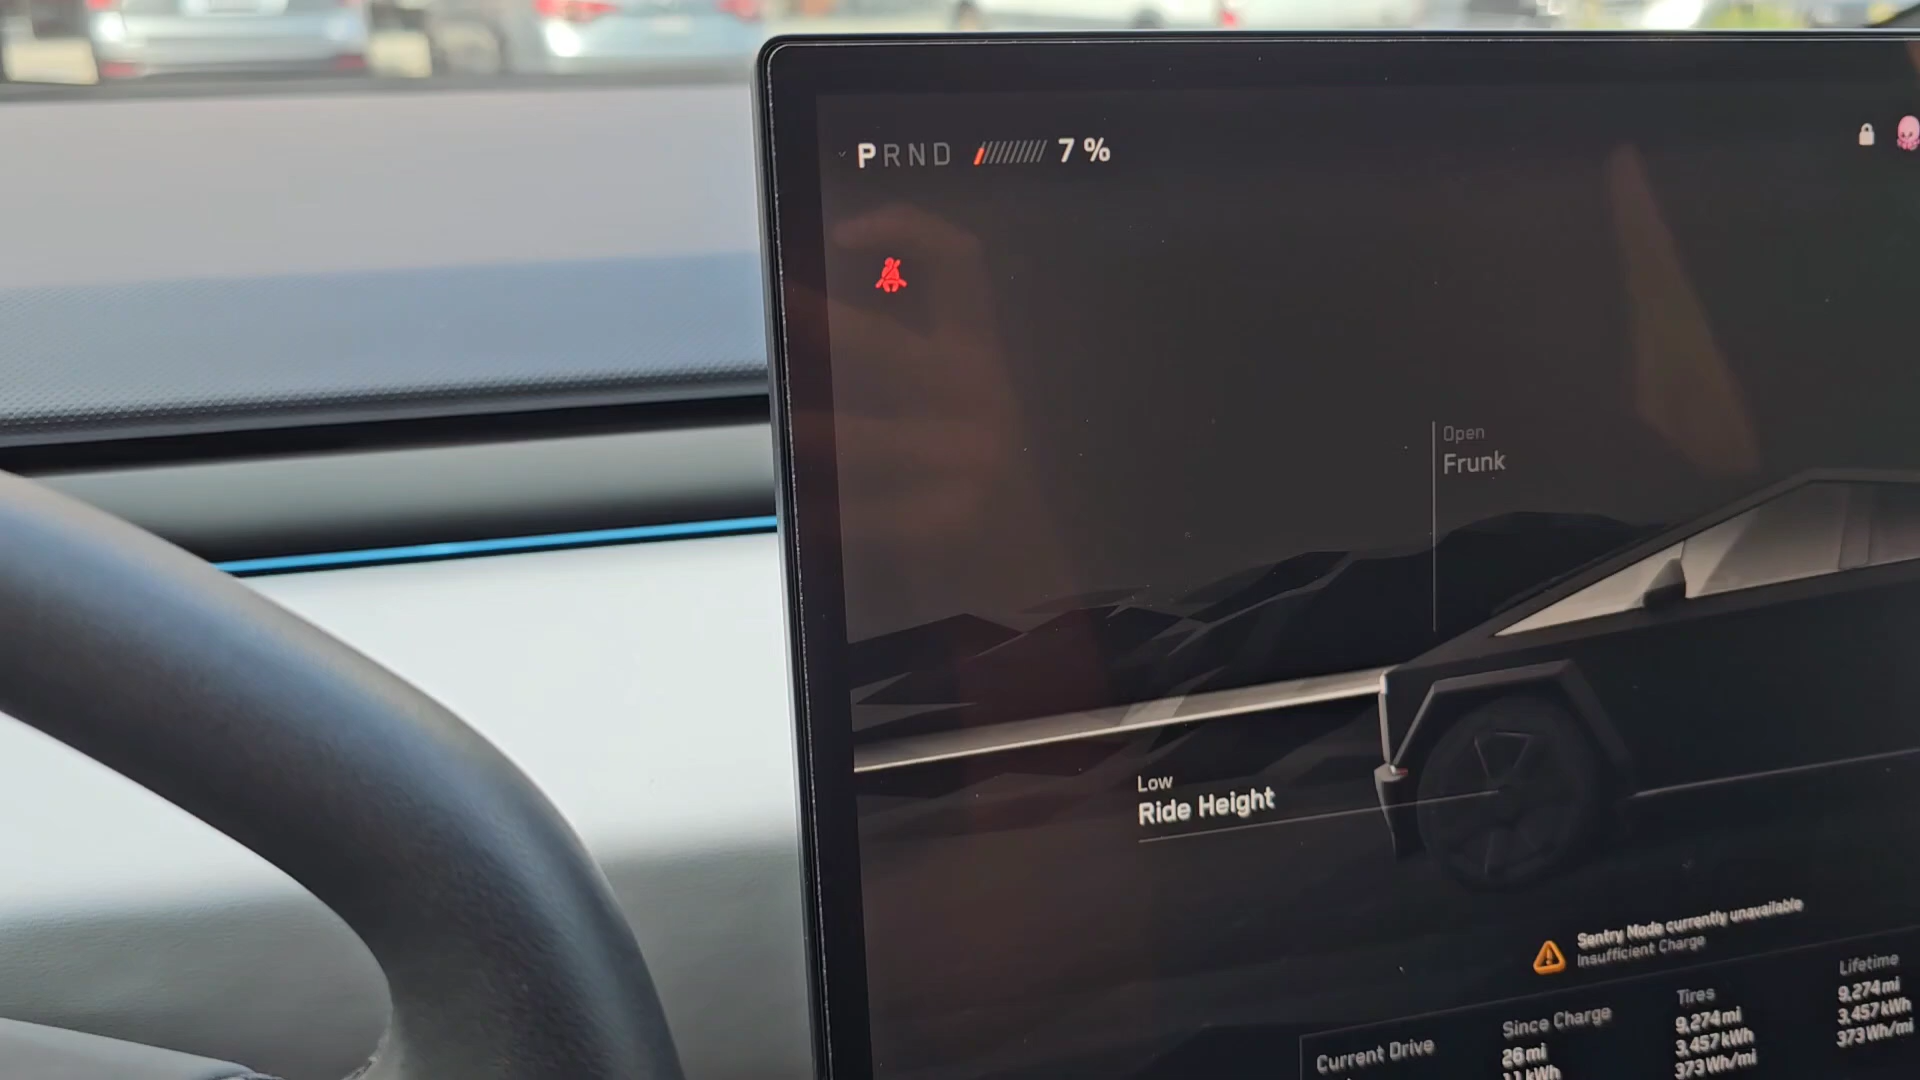 PRND 7 %
Open
Frunk
Low
Ride Height
Sentry Mode currently unavailable
Insufficient Charge
Current Drive
Since Charge
26 mi
11 kWh
Tires
9,274 mi
3,457 kWh
373 Wh/mi
Lifetime
9,274 mi
3,457 kWh
373 Wh/mi